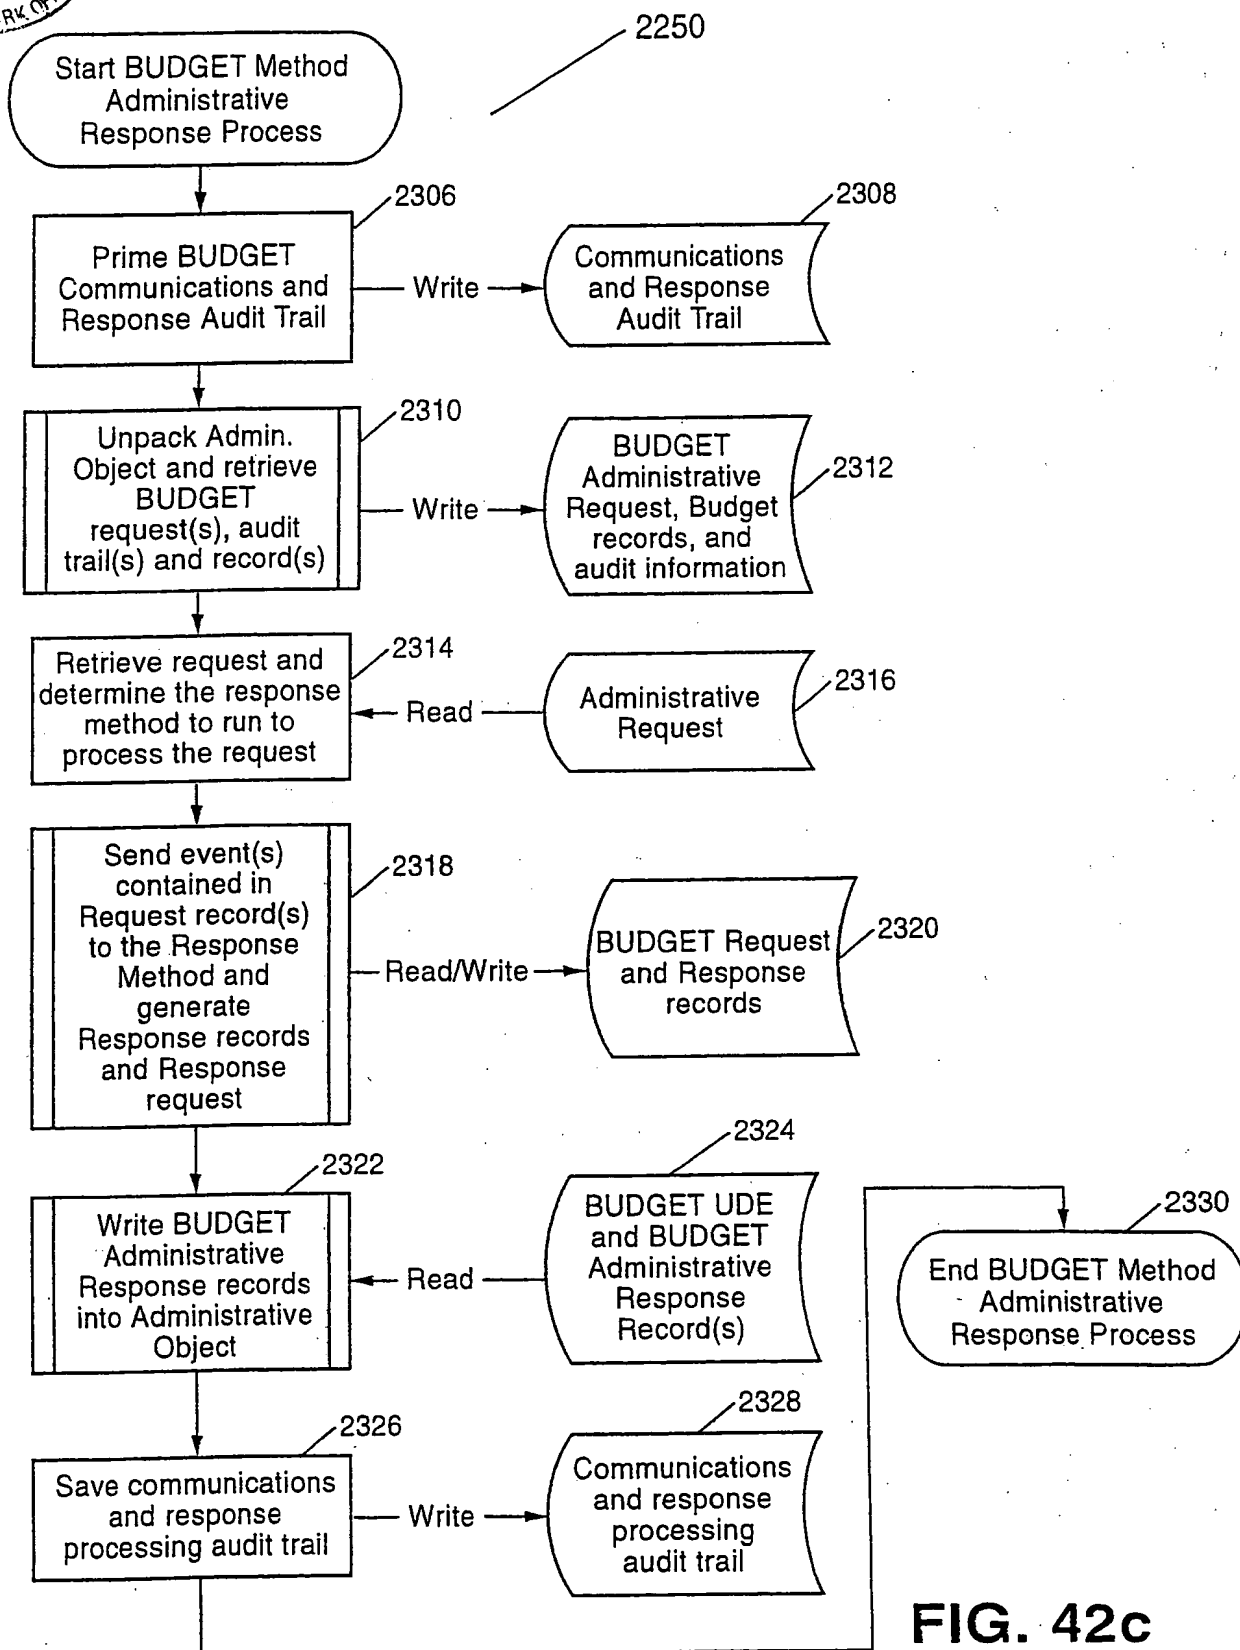 2250
Start BUDGET Method
Administrative
Response Process
2306
Prime BUDGET
Communications and
Response Audit Trail
Write
2308
Communications
and Response
Audit Trail
2310
Unpack Admin.
Object and retrieve
BUDGET
request(s), audit
trail(s) and record(s)
Write
BUDGET
Administrative
Request, Budget
records, and
audit information
2312
2314
Retrieve request and
determine the response
method to run to
process the request
Read
Administrative
Request
2316
2318
Send event(s)
contained in
Request record(s)
to the Response
Method and
generate
Response records
and Response
request
Read/Write
BUDGET Request
and Response
records
2320
2322
Write BUDGET
Administrative
Response records
into Administrative
Object
Read
2324
BUDGET UDE
and BUDGET
Administrative
Response
Record(s)
2326
Save communications
and response
processing audit trail
Write
2328
Communications
and response
processing
audit trail
2330
End BUDGET Method
Administrative
Response Process
FIG. 42c